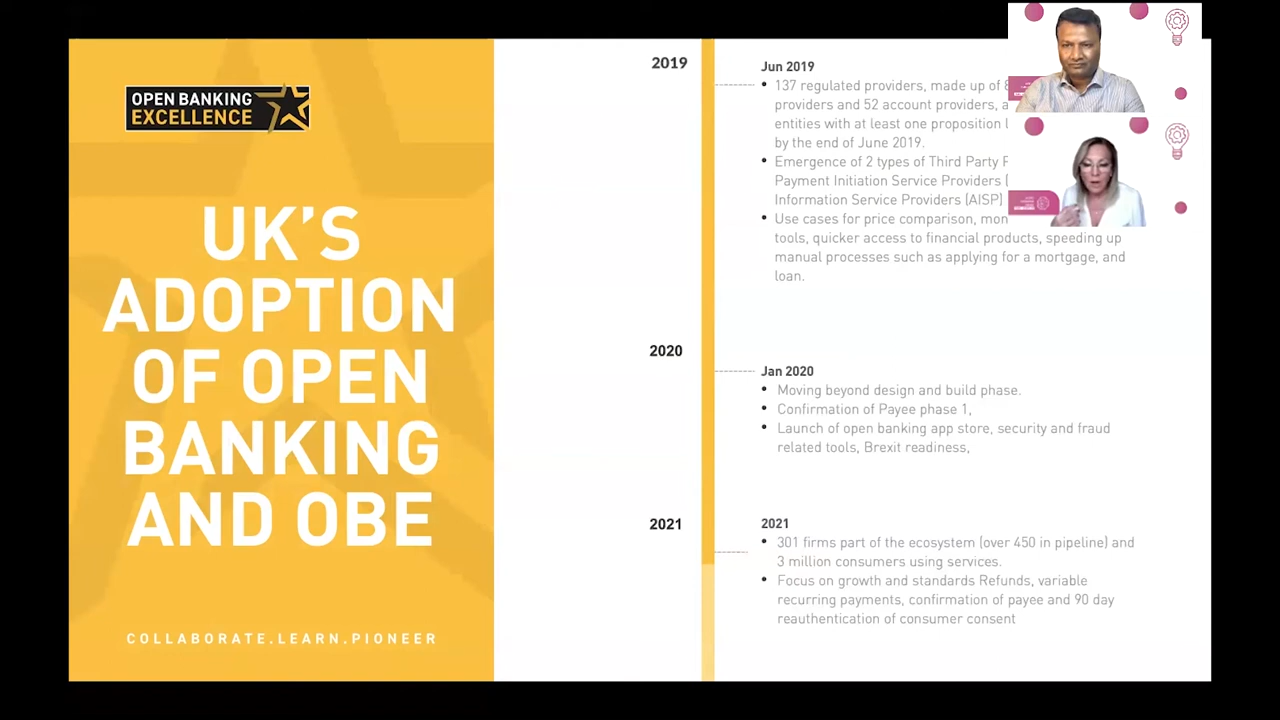 OPEN BANKING
EXCELLENCE
UK'S
ADOPTION
OF OPEN
BANKING
AND OBE
COLLABORATE.LEARN.PIONEER
2019
Jun 2019
137 regulated providers, made up of
providers and 52 account providers,
entities with at least one proposition
by the end of June 2019.
Emergence of 2 types of Third Party
Payment Initiation Service Providers
Information Service Providers (AISP)
Use cases for price comparison,
tools, quicker access to financial products, speeding up
manual processes such as applying for a mortgage, and
loan.
2020
Jan 2020
Moving beyond design and build phase.
Confirmation of Payee phase 1,
Launch of open banking app store, security and fraud
related tools, Brexit readiness,
2021
2021
301 firms part of the ecosystem (over 450 in pipeline) and
3 million consumers using services.
Focus on growth and standards Refunds, variable
recurring payments, confirmation of payee and 90 day
reauthentication of consumer consent